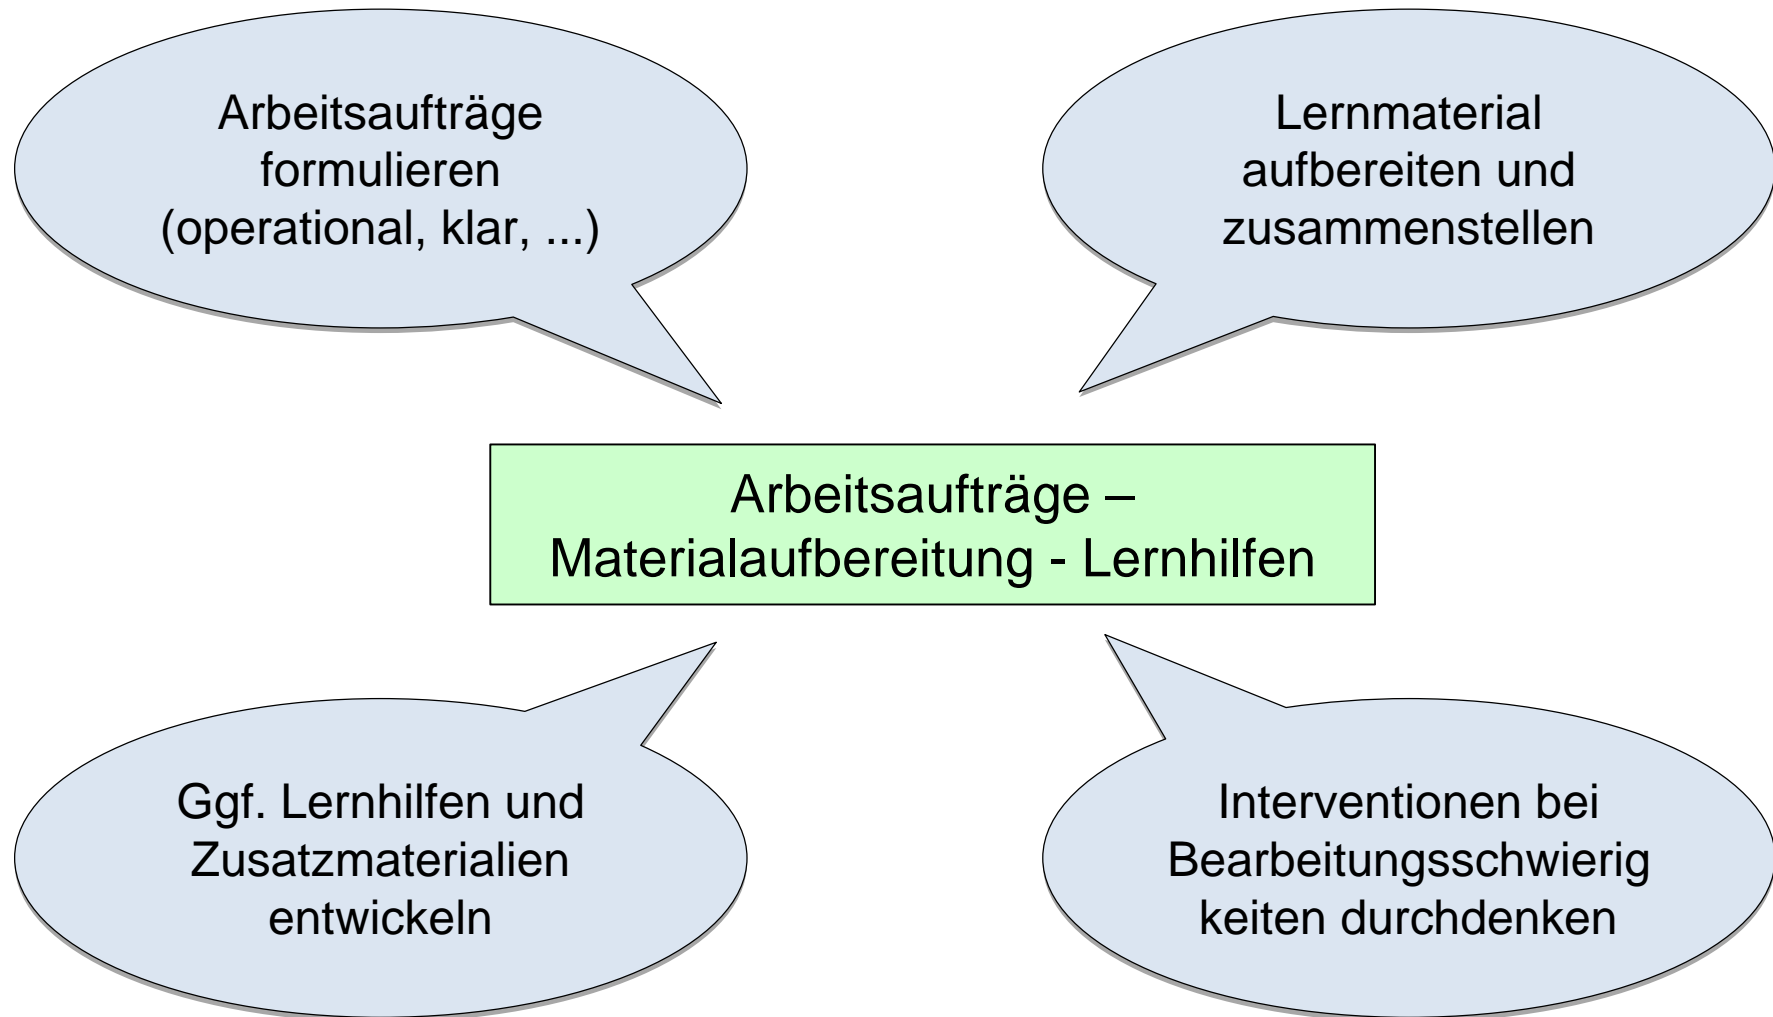 Arbeitsaufträge
formulieren
(operational, klar, ...)
Lernmaterial
aufbereiten und
zusammenstellen
Arbeitsaufträge –
Materialaufbereitung - Lernhilfen
Ggf. Lernhilfen und
Zusatzmaterialien
entwickeln
Interventionen bei
Bearbeitungsschwierig
keiten durchdenken